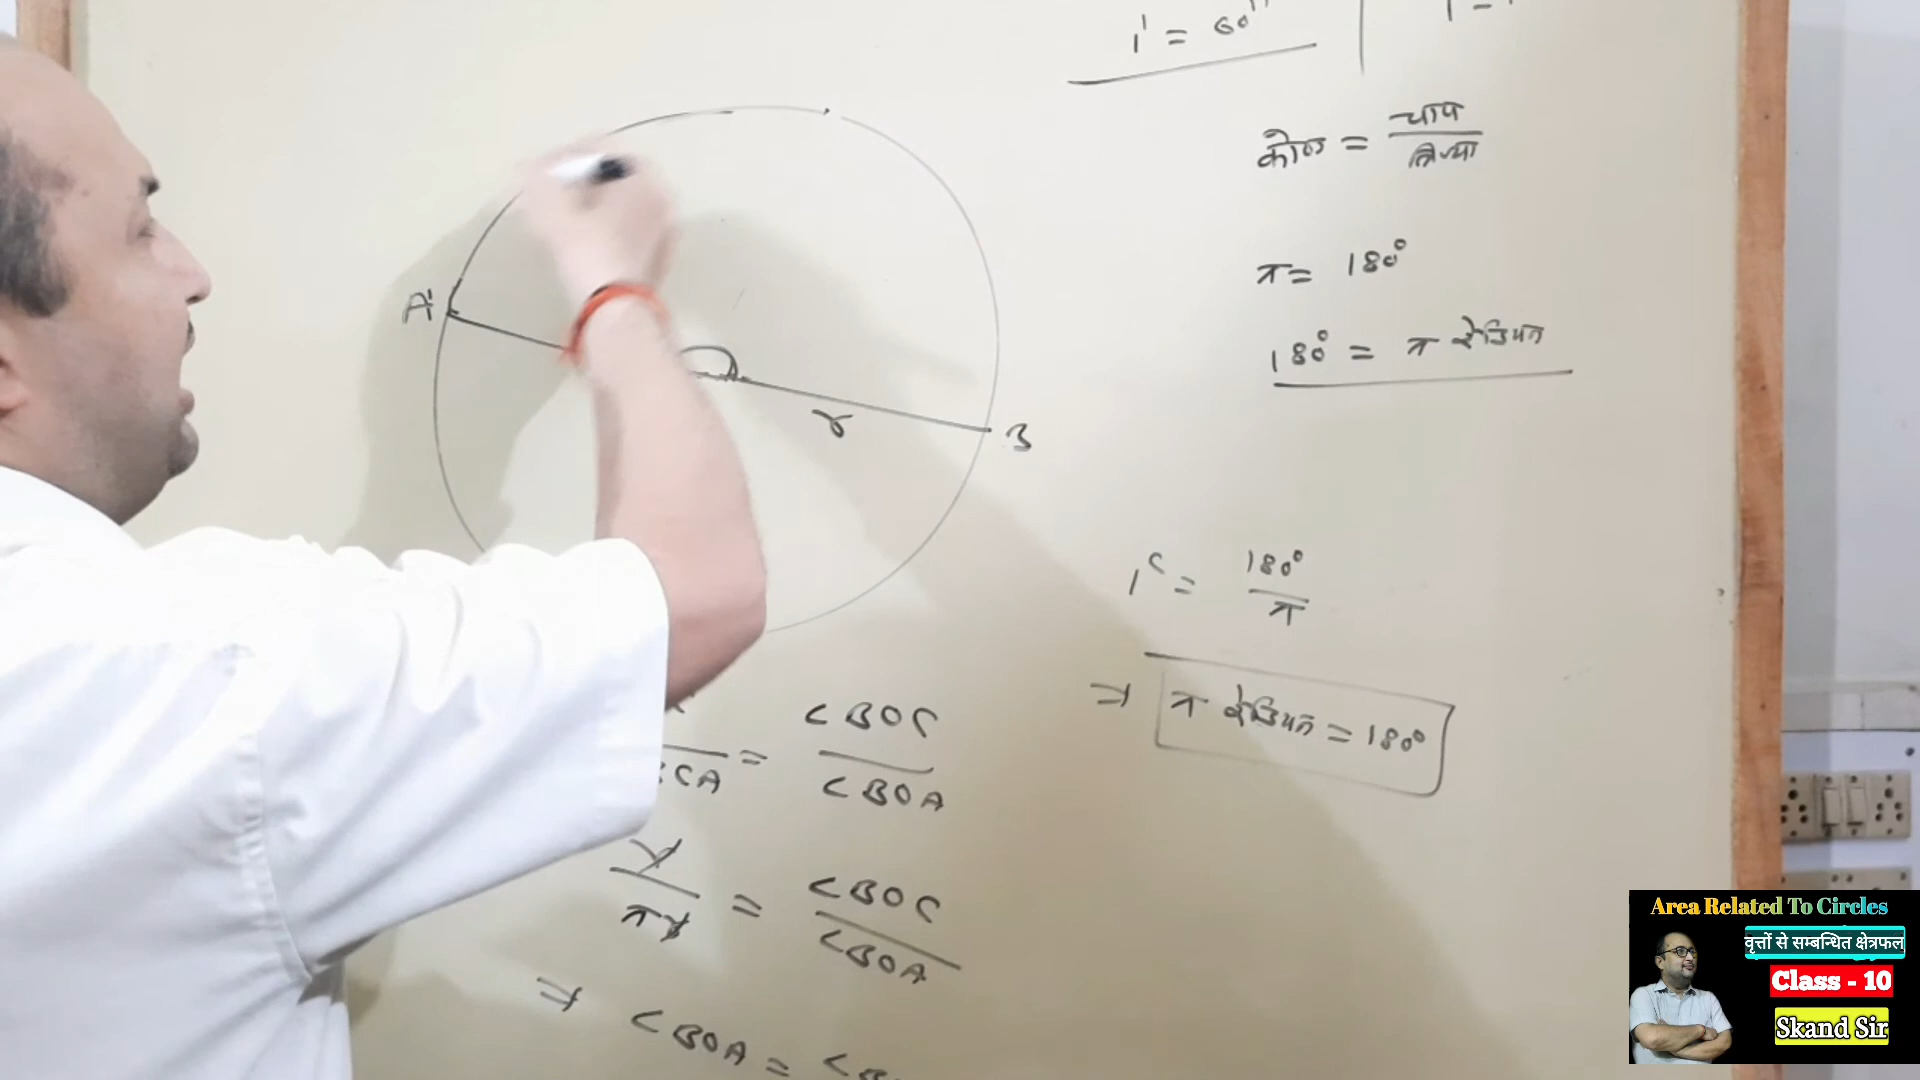 1' = 60''
कोण = चाप / त्रिज्या
π = 180°
180° = π रेडियन
A'
r
B
1ᶜ = 180° / π
⇒ π रेडियन = 180°
CA = ∠BOC / ∠BOA
r / πr = ∠BOC / ∠BOA
⇒ ∠BOA =
Area Related To Circles
वृत्तों से सम्बन्धित क्षेत्रफल
Class - 10
Skand Sir